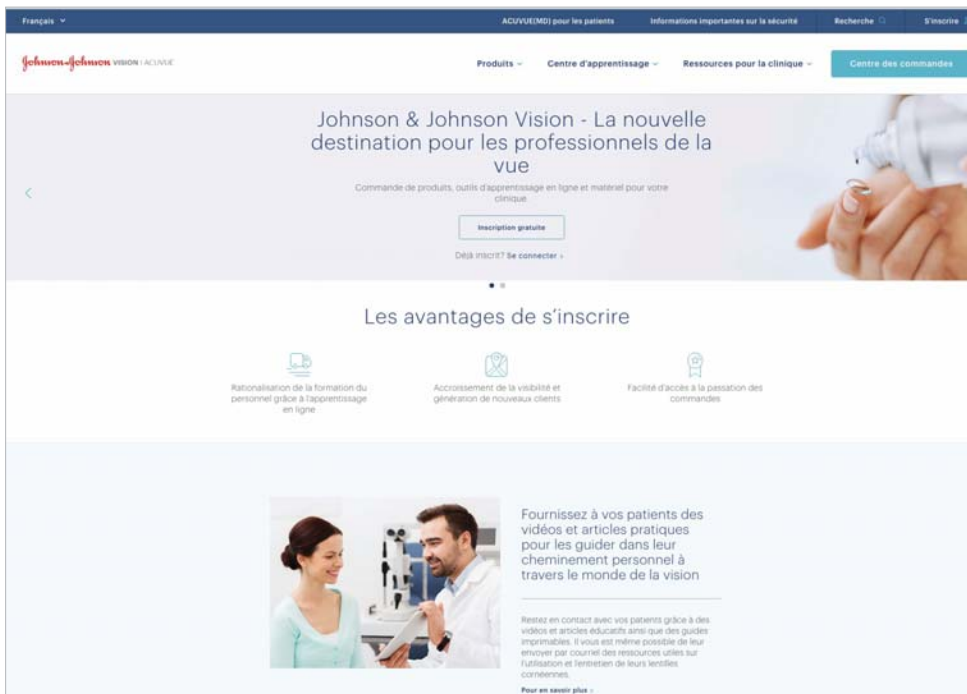 Français
ACUVUE(MD) pour les patients
Informations importantes sur la sécurité
Recherche
S'inscrire
Johnson & Johnson VISION | ACUVUE
Produits
Centre d'apprentissage
Ressources pour la clinique
Centre des commandes
Johnson & Johnson Vision - La nouvelle
destination pour les professionnels de la
vue
Commande de produits, outils d'apprentissage en ligne et matériel pour votre
clinique.
Inscription gratuite
Déjà inscrit? Se connecter ›
Les avantages de s’inscrire
Rationalisation de la formation du
personnel grâce à l'apprentissage
en ligne
Accroissement de la visibilité et
génération de nouveaux clients
Facilité d'accès à la passation des
commandes
Fournissez à vos patients des
vidéos et articles pratiques
pour les guider dans leur
cheminement personnel à
travers le monde de la vision
Restez en contact avec vos patients grâce à des
vidéos et articles éducatifs ainsi que des guides
imprimables. Il vous est même possible de leur
envoyer par courriel des ressources utiles sur
l'utilisation et l'entretien de leurs lentilles
cornéennes.
Pour en savoir plus ›